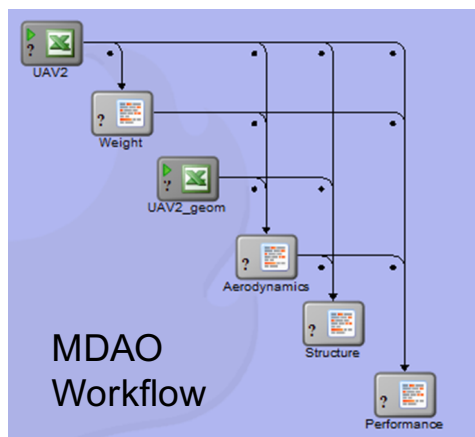 UAV2
Weight
UAV2_geom
Aerodynamics
Structure
Performance
MDAO
Workflow